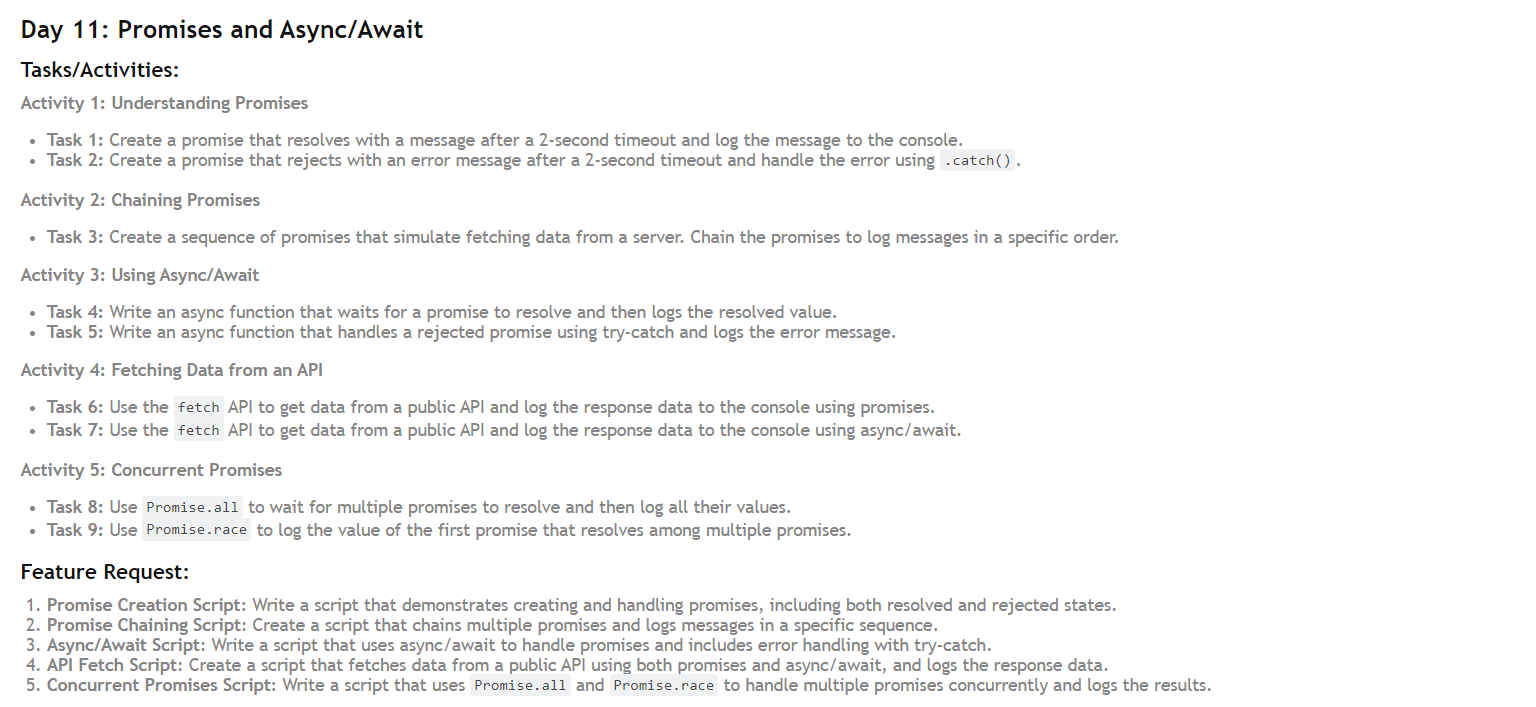 Day 11: Promises and Async/Await
Tasks/Activities:
Activity 1: Understanding Promises
• Task 1: Create a promise that resolves with a message after a 2-second timeout and log the message to the console.
• Task 2: Create a promise that rejects with an error message after a 2-second timeout and handle the error using .catch().
Activity 2: Chaining Promises
• Task 3: Create a sequence of promises that simulate fetching data from a server. Chain the promises to log messages in a specific order.
Activity 3: Using Async/Await
• Task 4: Write an async function that waits for a promise to resolve and then logs the resolved value.
• Task 5: Write an async function that handles a rejected promise using try-catch and logs the error message.
Activity 4: Fetching Data from an API
• Task 6: Use the fetch API to get data from a public API and log the response data to the console using promises.
• Task 7: Use the fetch API to get data from a public API and log the response data to the console using async/await.
Activity 5: Concurrent Promises
• Task 8: Use Promise.all to wait for multiple promises to resolve and then log all their values.
• Task 9: Use Promise.race to log the value of the first promise that resolves among multiple promises.
Feature Request:
1. Promise Creation Script: Write a script that demonstrates creating and handling promises, including both resolved and rejected states.
2. Promise Chaining Script: Create a script that chains multiple promises and logs messages in a specific sequence.
3. Async/Await Script: Write a script that uses async/await to handle promises and includes error handling with try-catch.
4. API Fetch Script: Create a script that fetches data from a public API using both promises and async/await, and logs the response data.
5. Concurrent Promises Script: Write a script that uses Promise.all and Promise.race to handle multiple promises concurrently and logs the results.